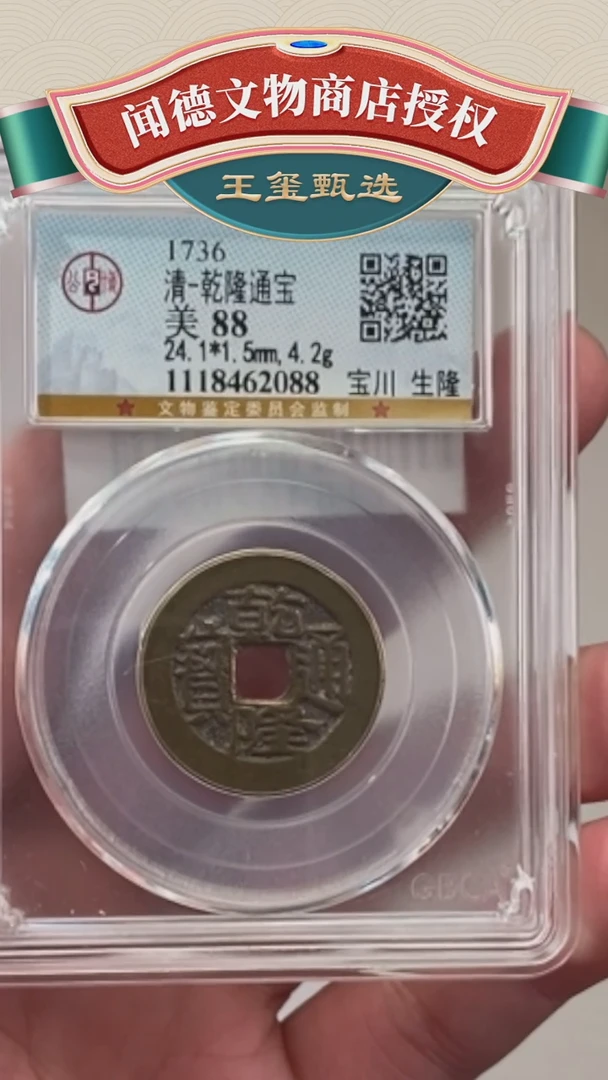 闻德文物商店授权
王玺甄选
1736
清-乾隆通宝
美 88
24.1*1.5mm,4.2g
1118462088 宝川 生隆
★ 文物鉴定委员会监制 ★
乾隆通寳
GBCA